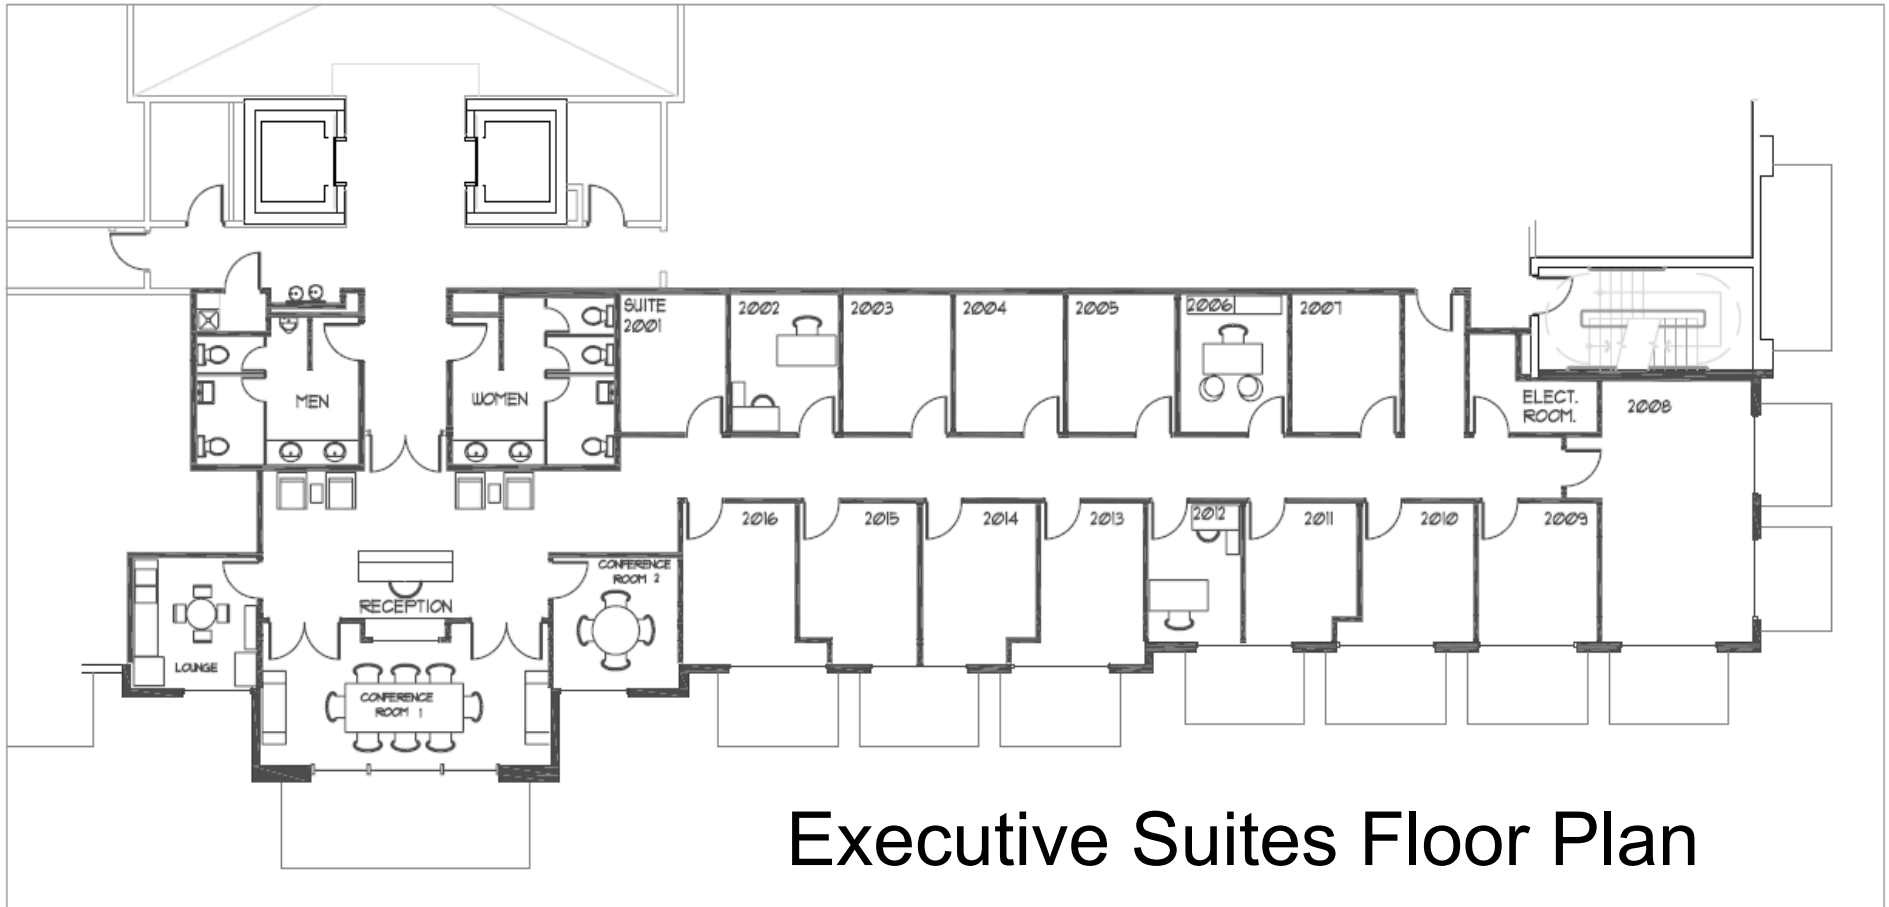 SUITE
2001
2002
2003
2004
2005
2006
2007
MEN
WOMEN
ELECT.
ROOM.
2008
2016
2015
2014
2013
2012
2011
2010
2009
CONFERENCE
ROOM 2
RECEPTION
LOUNGE
CONFERENCE
ROOM 1
Executive Suites Floor Plan